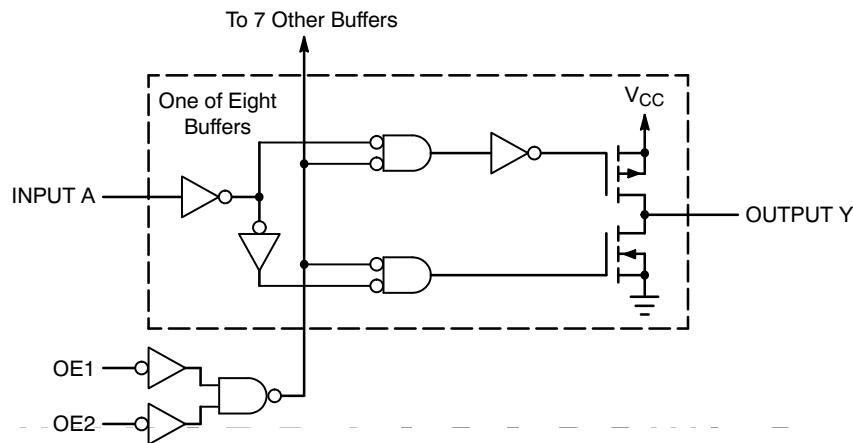 To 7 Other Buffers
One of Eight
Buffers
VCC
INPUT A
OUTPUT Y
OE1
OE2